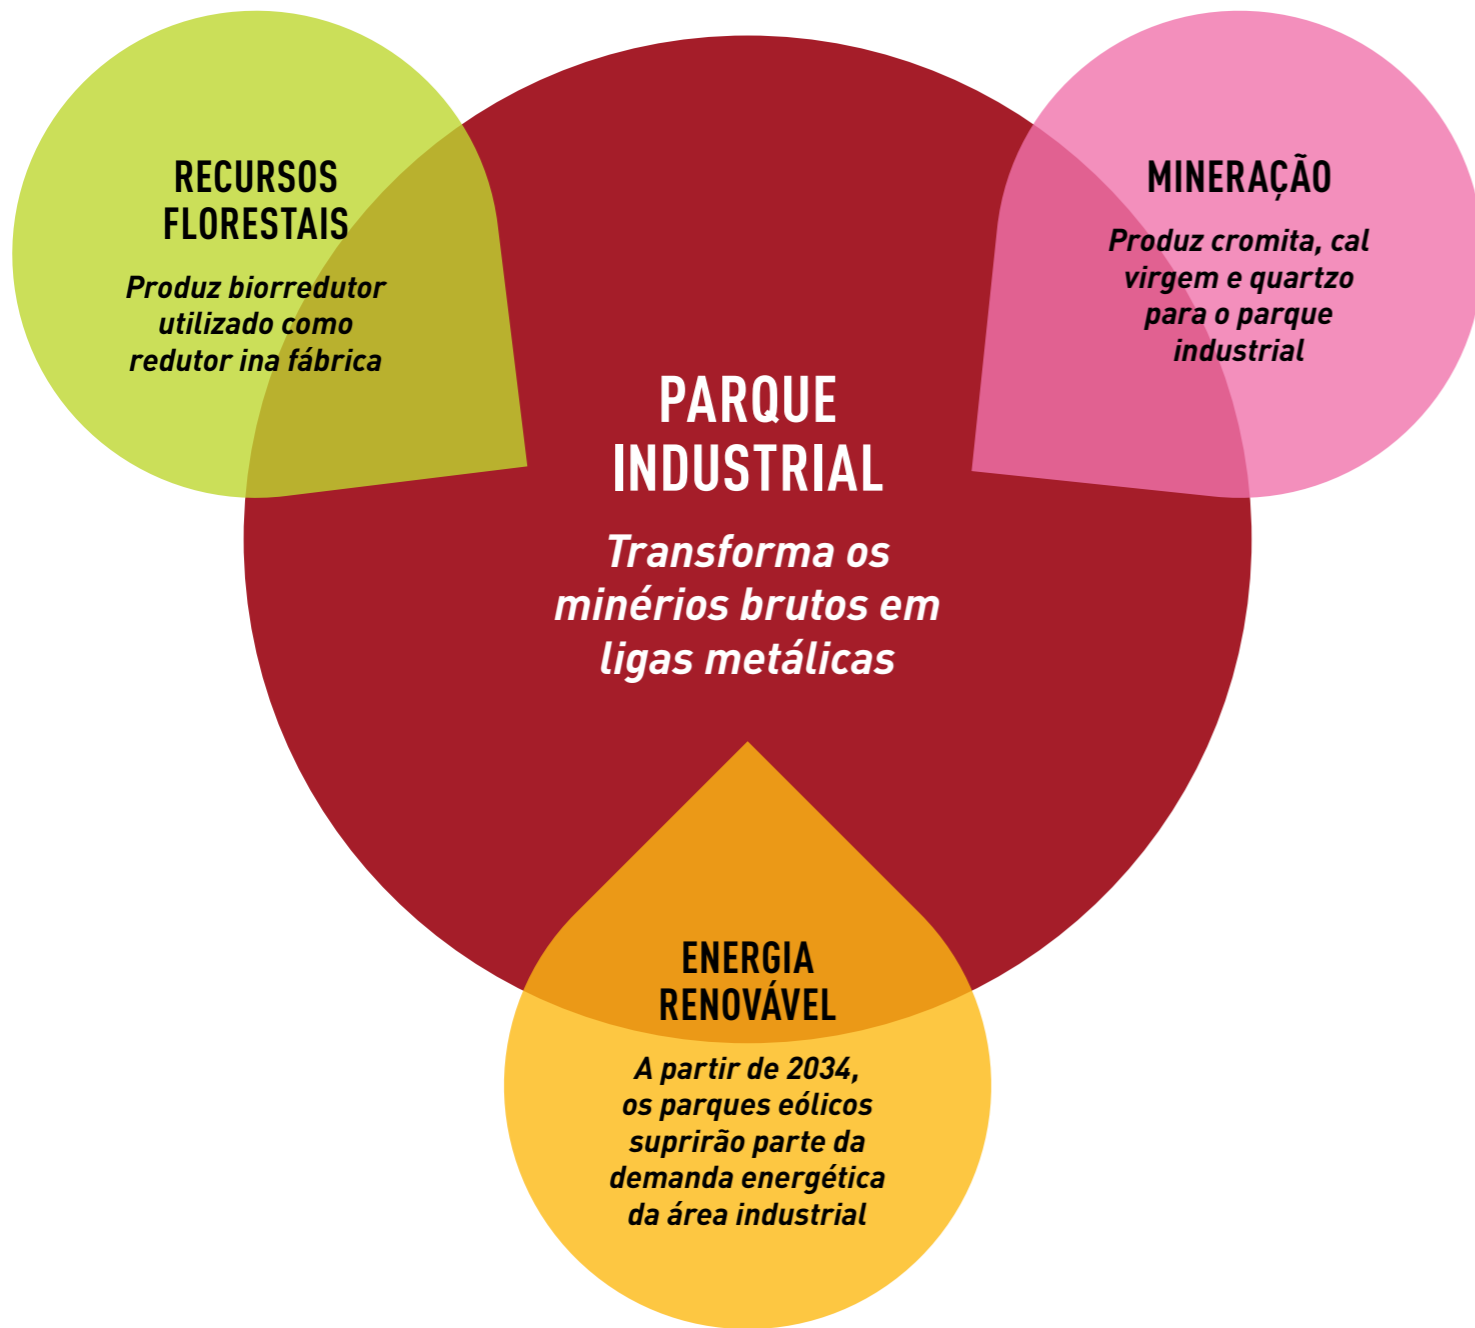 RECURSOS
FLORESTAIS
Produz biorredutor
utilizado como
redutor ina fábrica
MINERAÇÃO
Produz cromita, cal
virgem e quartzo
para o parque
industrial
PARQUE
INDUSTRIAL
Transforma os
minérios brutos em
ligas metálicas
ENERGIA
RENOVÁVEL
A partir de 2034,
os parques eólicos
suprirão parte da
demanda energética
da área industrial